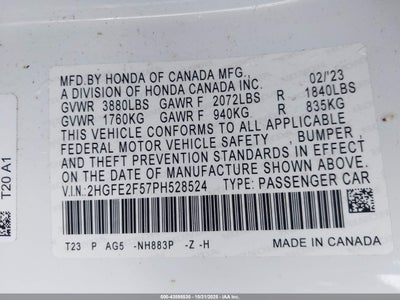 MFD. BY HONDA OF CANADA MFG., 02/'23
A DIVISION OF HONDA CANADA INC.
GVWR 3880LBS GAWR F 2072LBS R 1840LBS
GVWR 1760KG GAWR F 940KG R 835KG
THIS VEHICLE CONFORMS TO ALL APPLICABLE
FEDERAL MOTOR VEHICLE SAFETY, BUMPER,
AND THEFT PREVENTION STANDARDS IN EFFECT ON
THE DATE OF MANUFACTURE SHOWN ABOVE.
V.I.N: 2HGFE2F57PH528524 TYPE: PASSENGER CAR
T23 P AG5 -NH883P -Z -H
MADE IN CANADA
T20 A1